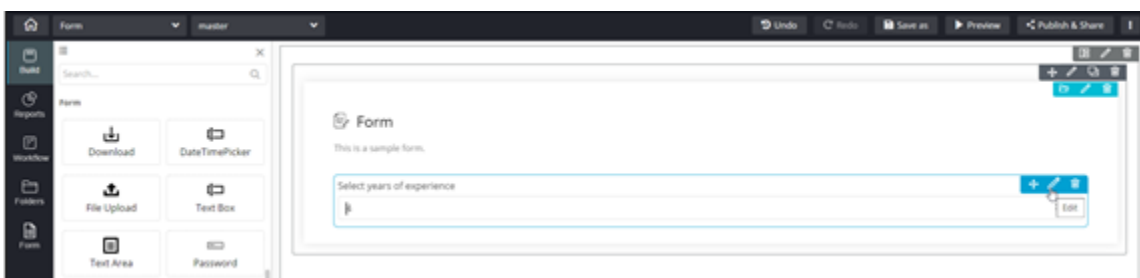 Form master Undo Redo Save as Preview Publish & Share
Build
Search...
Reports
Form
Download DateTimePicker
Workflow
Folders
File Upload Text Box
Form
Text Area Password
Form
This is a sample form.
Select years of experience
Edit